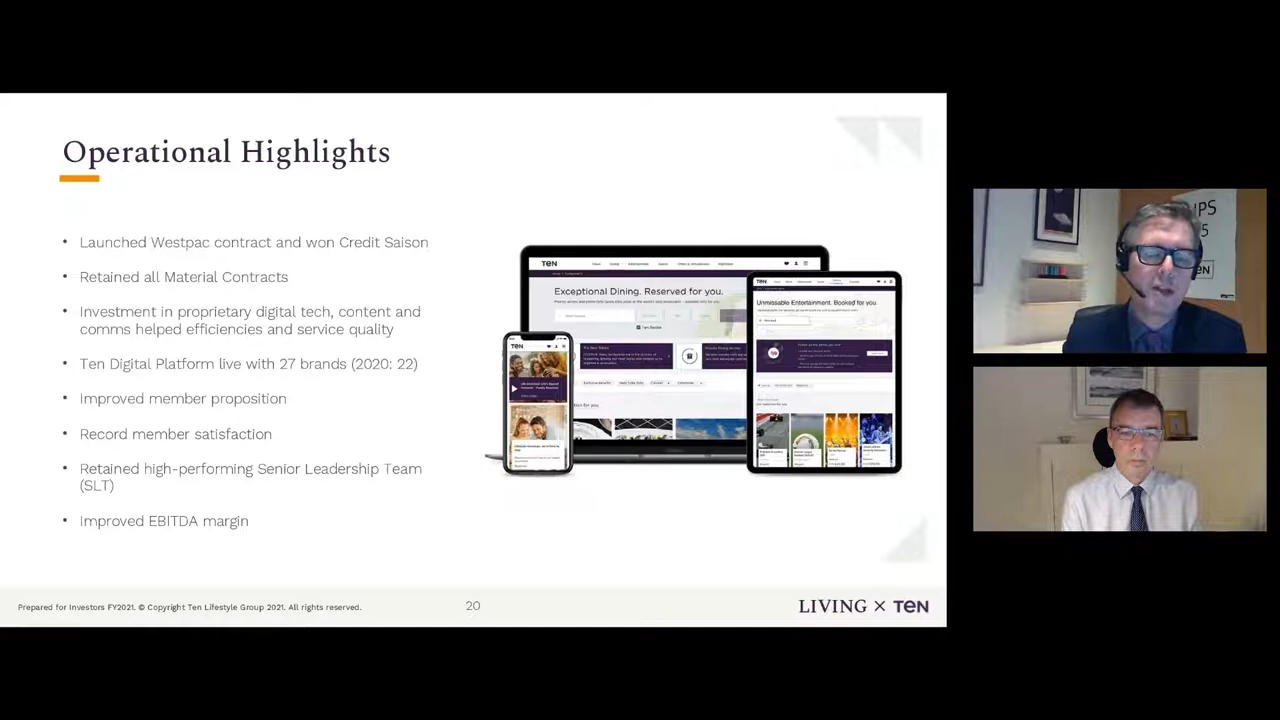 Operational Highlights
• Launched Westpac contract and won Credit Saison
• Retained all Material Contracts
• Investment in proprietary digital tech, content and
comms helped efficiencies and service quality
• Ten Digital Platform live with 27 brands (2020: 22)
• Improved member proposition
• Record member satisfaction
• Retained high-performing Senior Leadership Team
(SLT)
• Improved EBITDA margin
TEN
Exceptional Dining. Reserved for you.
TEN
Unmissable Entertainment. Booked for you.
TEN
Prepared for Investors FY2021. © Copyright Ten Lifestyle Group 2021. All rights reserved.
20
LIVING × TEN